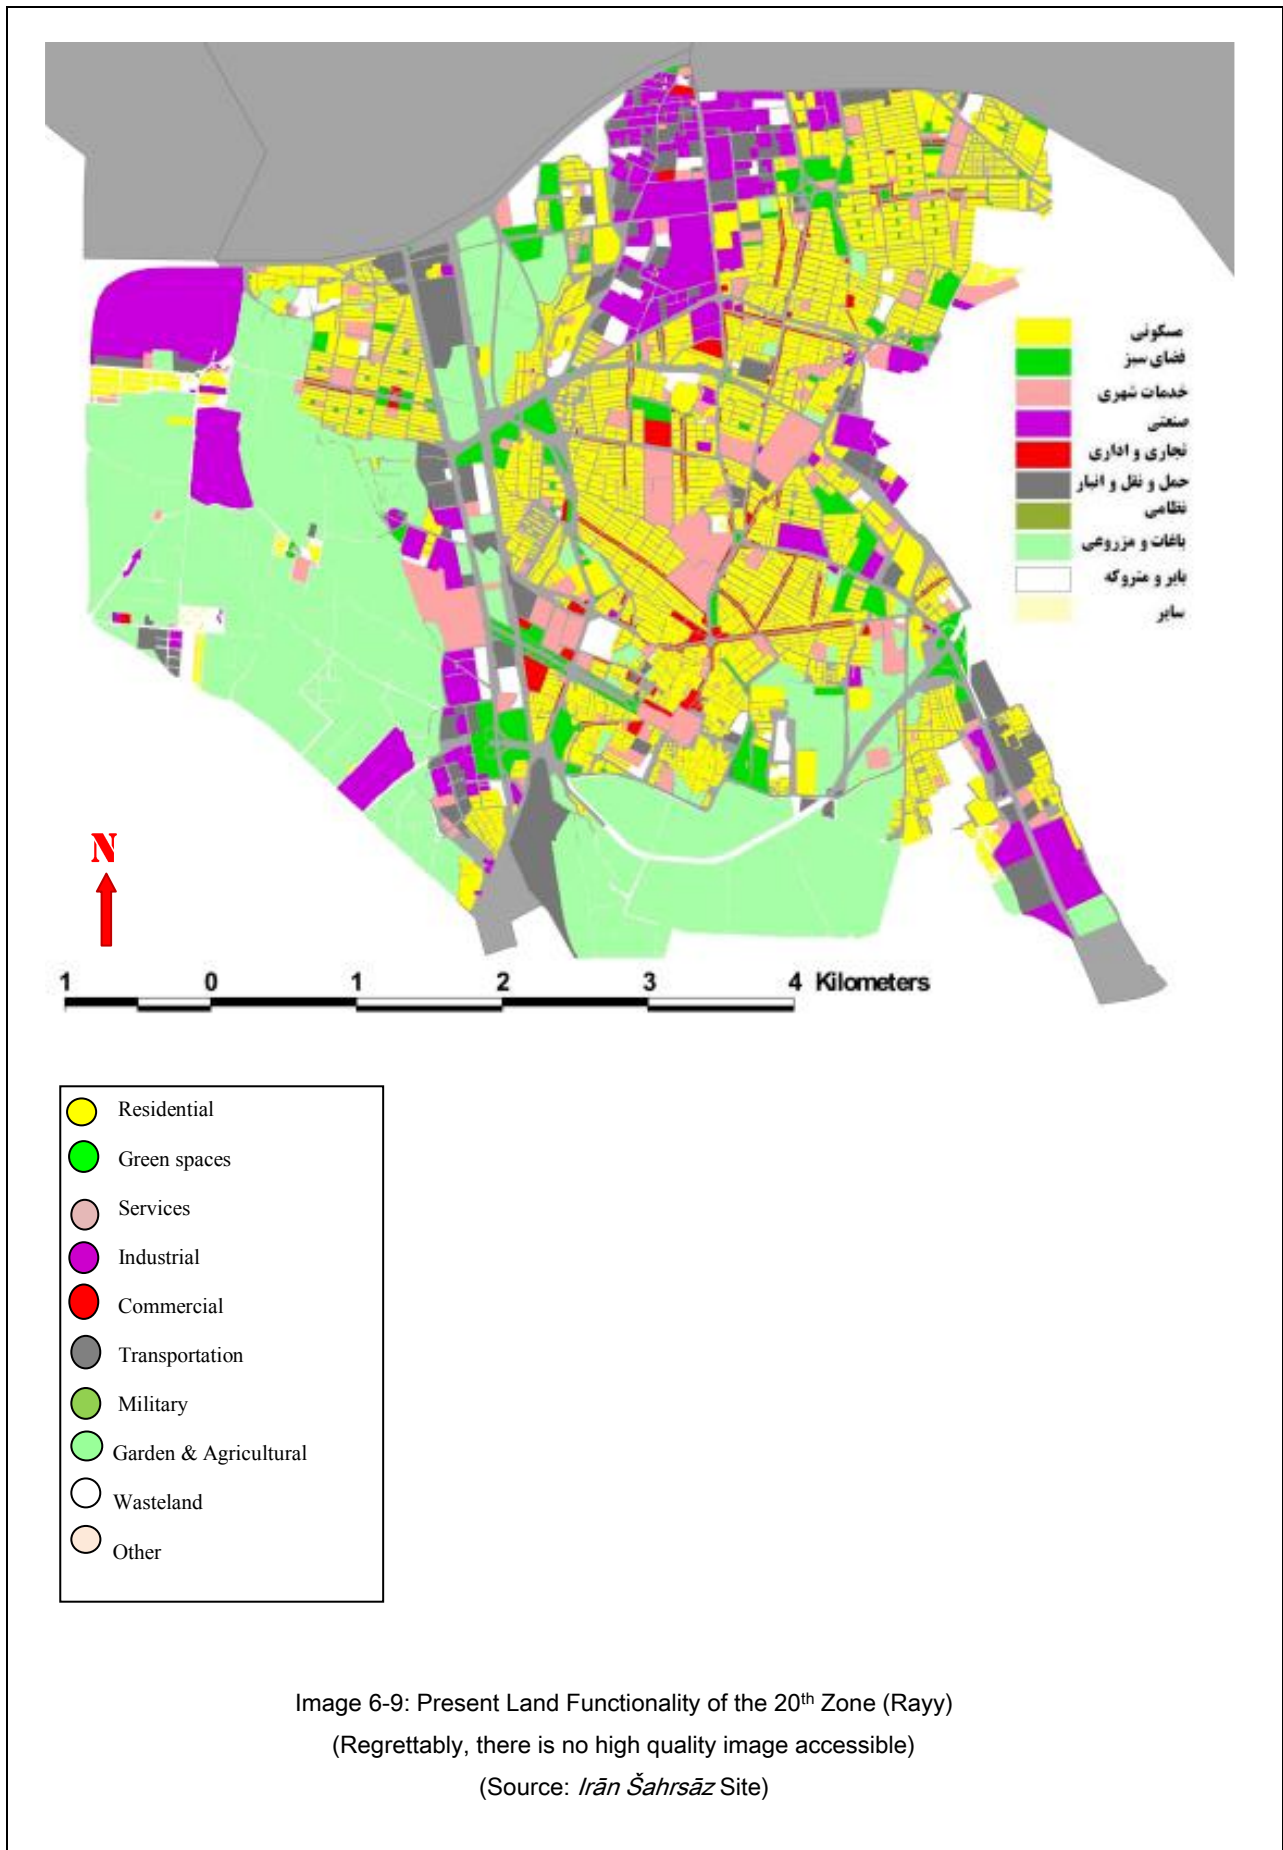 مسکونی
فضای سبز
خدمات شهری
صنعتی
تجاری و اداری
حمل و نقل و انبار
نظامی
باغات و مزروعی
بایر و متروکه
سایر
N
1 0 1 2 3 4 Kilometers
Residential
Green spaces
Services
Industrial
Commercial
Transportation
Military
Garden & Agricultural
Wasteland
Other
Image 6-9: Present Land Functionality of the 20th Zone (Rayy)
(Regrettably, there is no high quality image accessible)
(Source: Irān Šahrsāz Site)